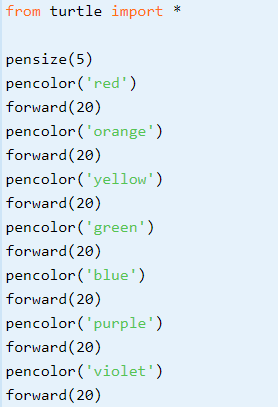 from turtle import *
pensize(5)
pencolor('red')
forward(20)
pencolor('orange')
forward(20)
pencolor('yellow')
forward(20)
pencolor('green')
forward(20)
pencolor('blue')
forward(20)
pencolor('purple')
forward(20)
pencolor('violet')
forward(20)